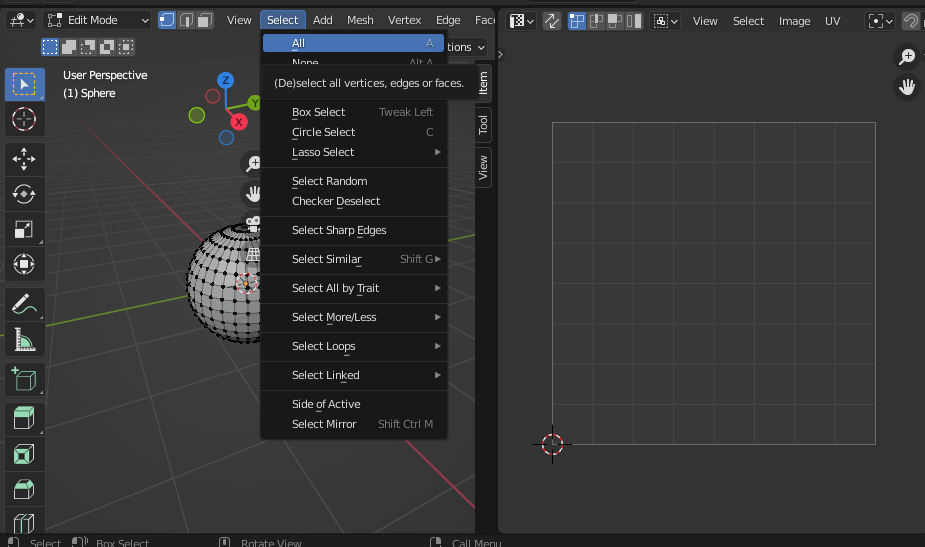 Edit Mode View Select Add Mesh Vertex Edge Face
View Select Image UV
tions
User Perspective
(1) Sphere
Z
Y
X
Item
Tool
View
All A
None Alt A
(De)select all vertices, edges or faces.
Box Select Tweak Left
Circle Select C
Lasso Select
Select Random
Checker Deselect
Select Sharp Edges
Select Similar Shift G
Select All by Trait
Select More/Less
Select Loops
Select Linked
Side of Active
Select Mirror Shift Ctrl M
Select Box Select Rotate View Call Menu